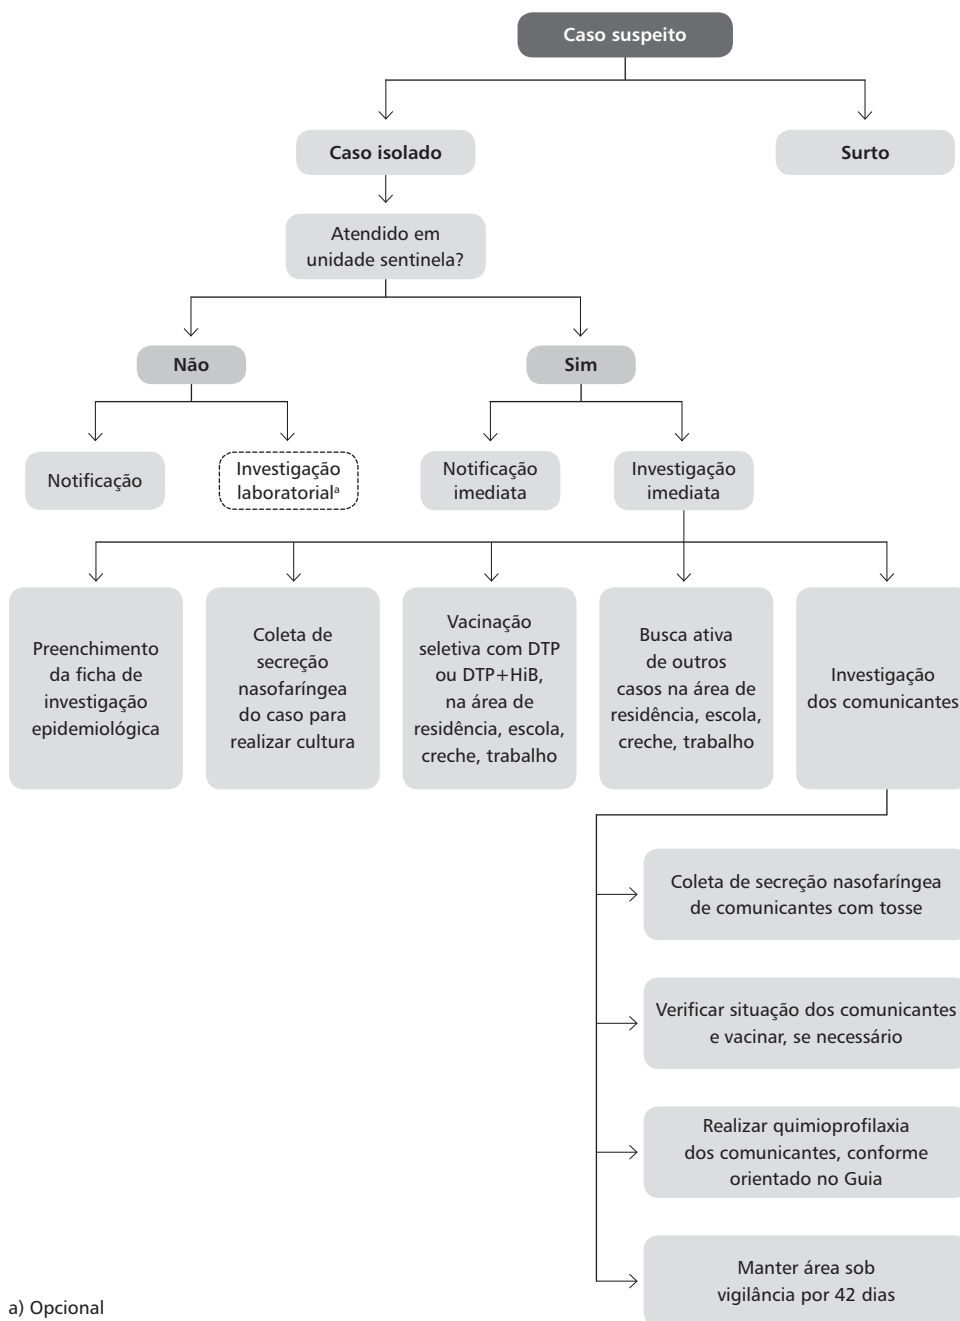 Caso suspeito
Caso isolado
Surto
Atendido em
unidade sentinela?
Não
Sim
Notificação
Investigação
laboratorialª
Notificação
imediata
Investigação
imediata
Preenchimento
da ficha de
investigação
epidemiológica
Coleta de
secreção
nasofaríngea
do caso para
realizar cultura
Vacinação
seletiva com DTP
ou DTP+HiB,
na área de
residência, escola,
creche, trabalho
Busca ativa
de outros
casos na área de
residência, escola,
creche, trabalho
Investigação
dos comunicantes
Coleta de secreção nasofaríngea
de comunicantes com tosse
Verificar situação dos comunicantes
e vacinar, se necessário
Realizar quimioprofilaxia
dos comunicantes, conforme
orientado no Guia
Manter área sob
vigilância por 42 dias
a) Opcional